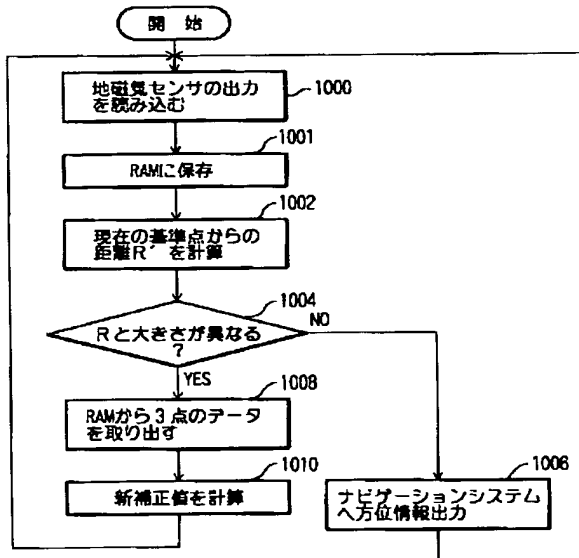 開 始
地磁気センサの出力
を読み込む
1000
1001
RAMに保存
1002
現在の基準点からの
距離R´を計算
1004
Rと大きさが異なる
?
NO
YES
1008
RAMから3点のデータ
を取り出す
1010
新補正値を計算
1006
ナビゲーションシステム
へ方位情報出力